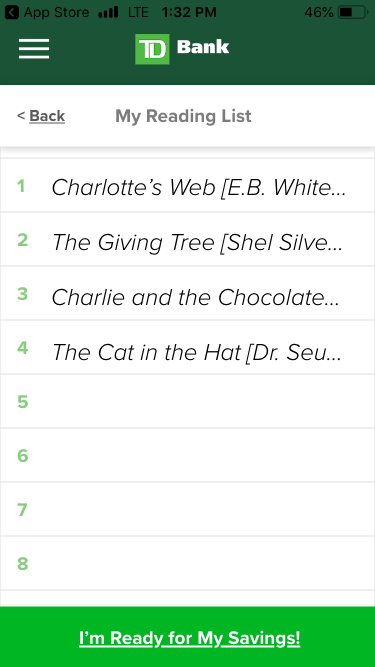 App Store LTE 1:32 PM 46%
TD Bank
< Back My Reading List
1 Charlotte’s Web [E.B. White...
2 The Giving Tree [Shel Silve...
3 Charlie and the Chocolate...
4 The Cat in the Hat [Dr. Seu...
5
6
7
8
I’m Ready for My Savings!